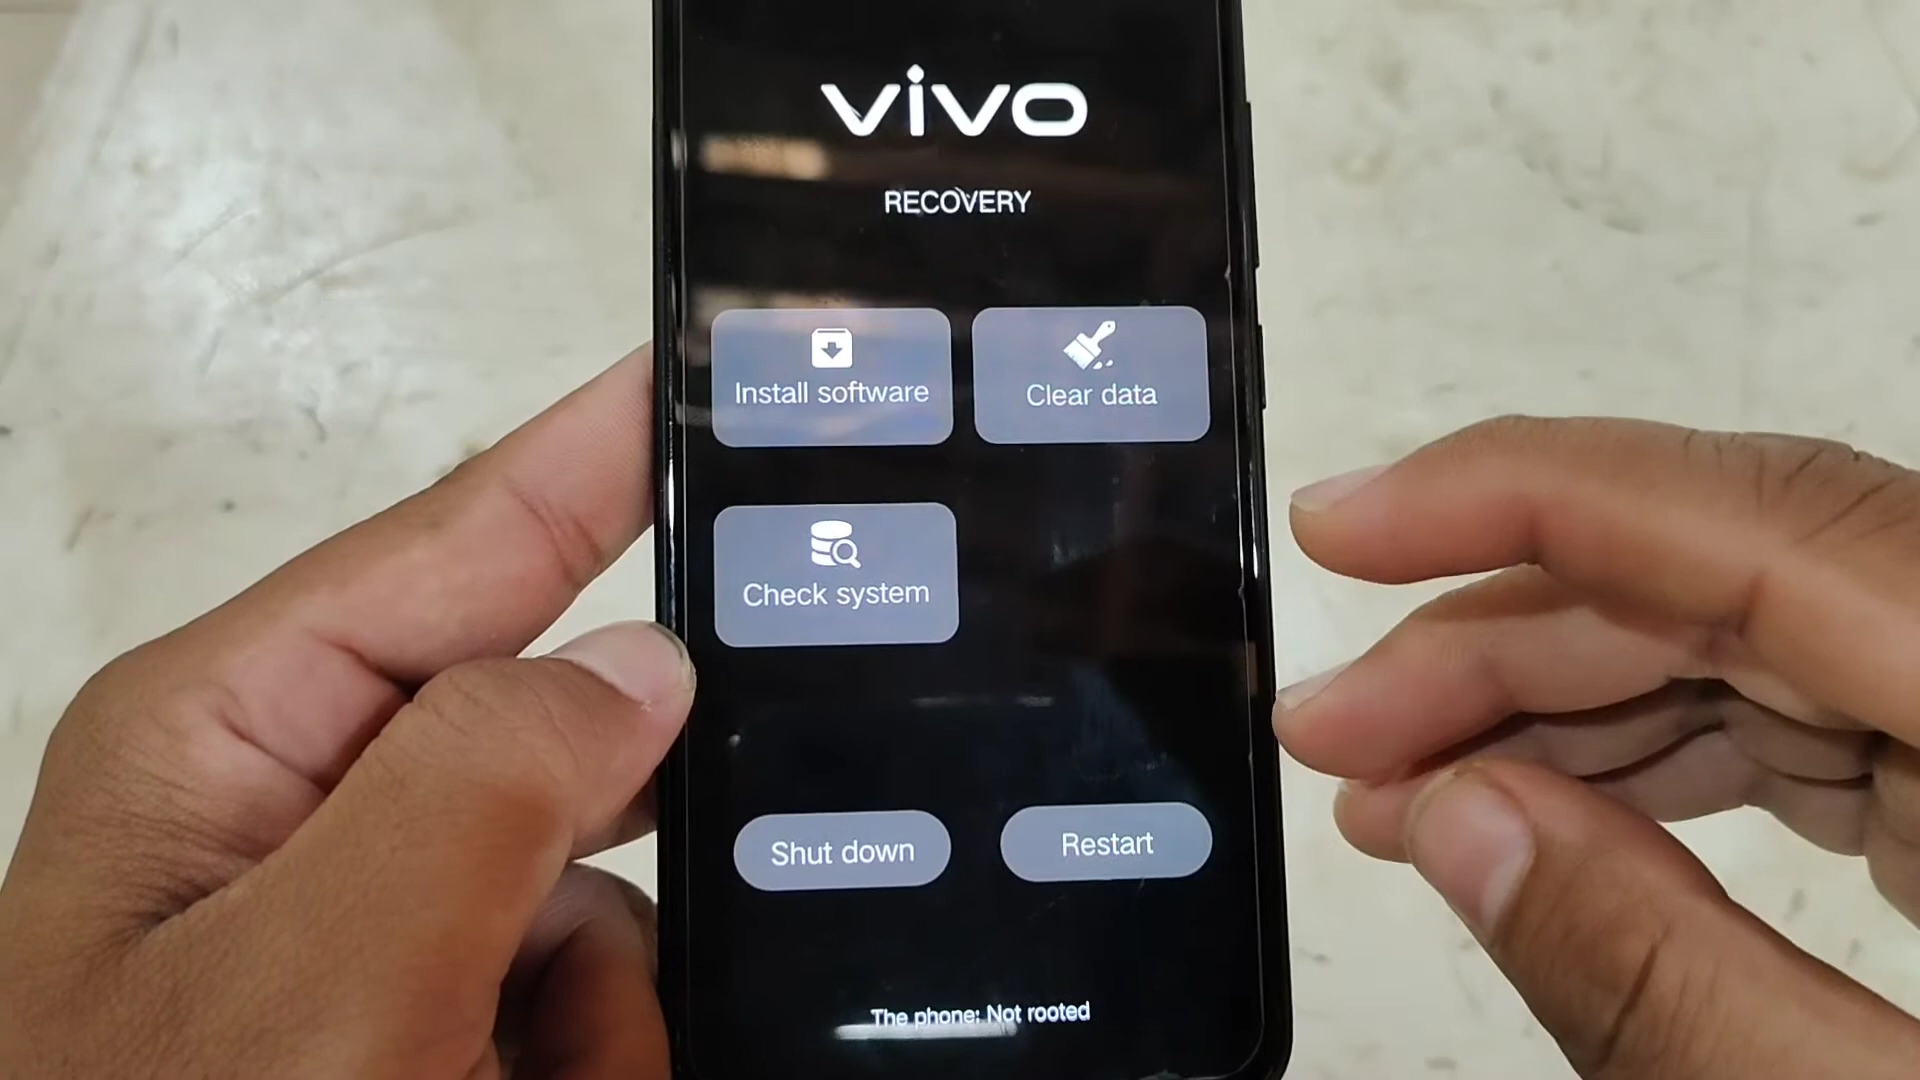 vivo
RECOVERY
Install software
Clear data
Check system
Shut down
Restart
The phone: Not rooted